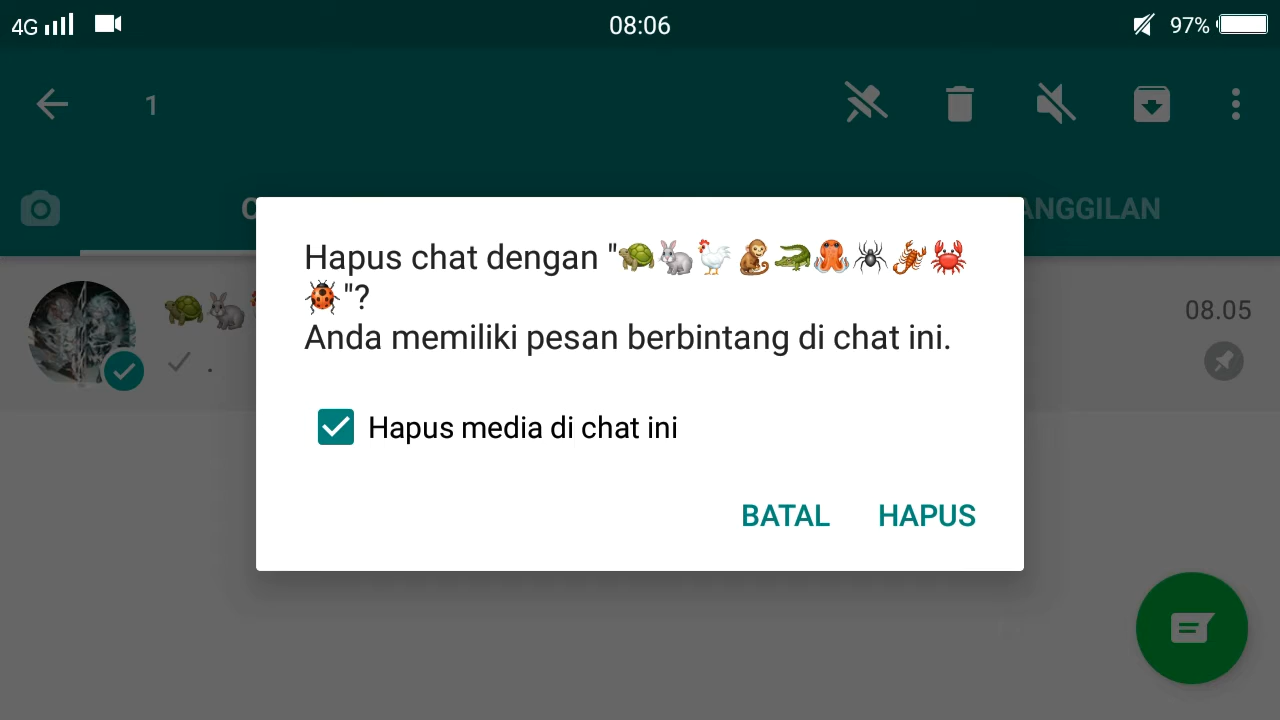 4G 08:06 97%
1
ANGGILAN
Hapus chat dengan "🐢🐇🐓🐒🐊🐙🕷🦂🦀
🐞"?
Anda memiliki pesan berbintang di chat ini.
🐢🐇 08.05
.
Hapus media di chat ini
BATAL HAPUS